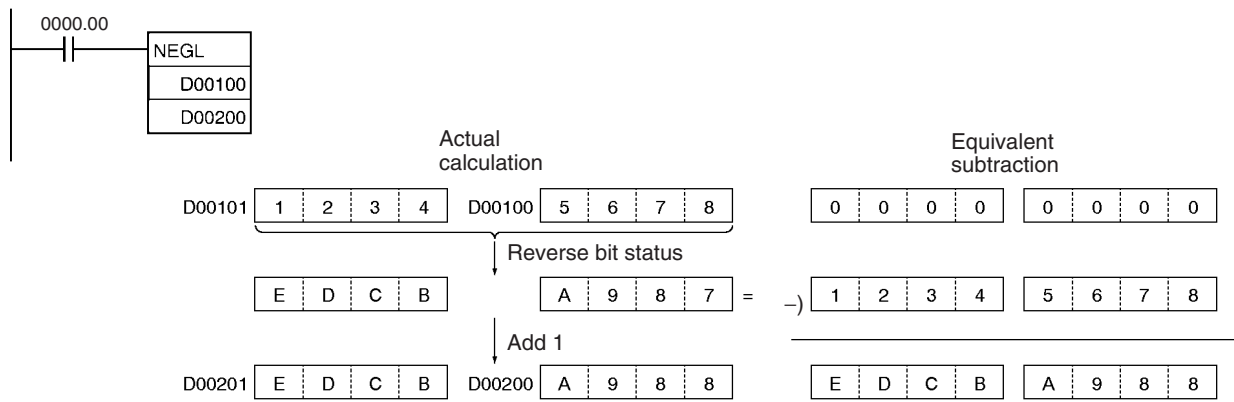 0000.00
NEGL
D00100
D00200
Actual
calculation
Equivalent
subtraction
D00101 1 2 3 4 D00100 5 6 7 8 0 0 0 0 0 0 0 0
Reverse bit status
E D C B A 9 8 7 = –) 1 2 3 4 5 6 7 8
Add 1
D00201 E D C B D00200 A 9 8 8 E D C B A 9 8 8